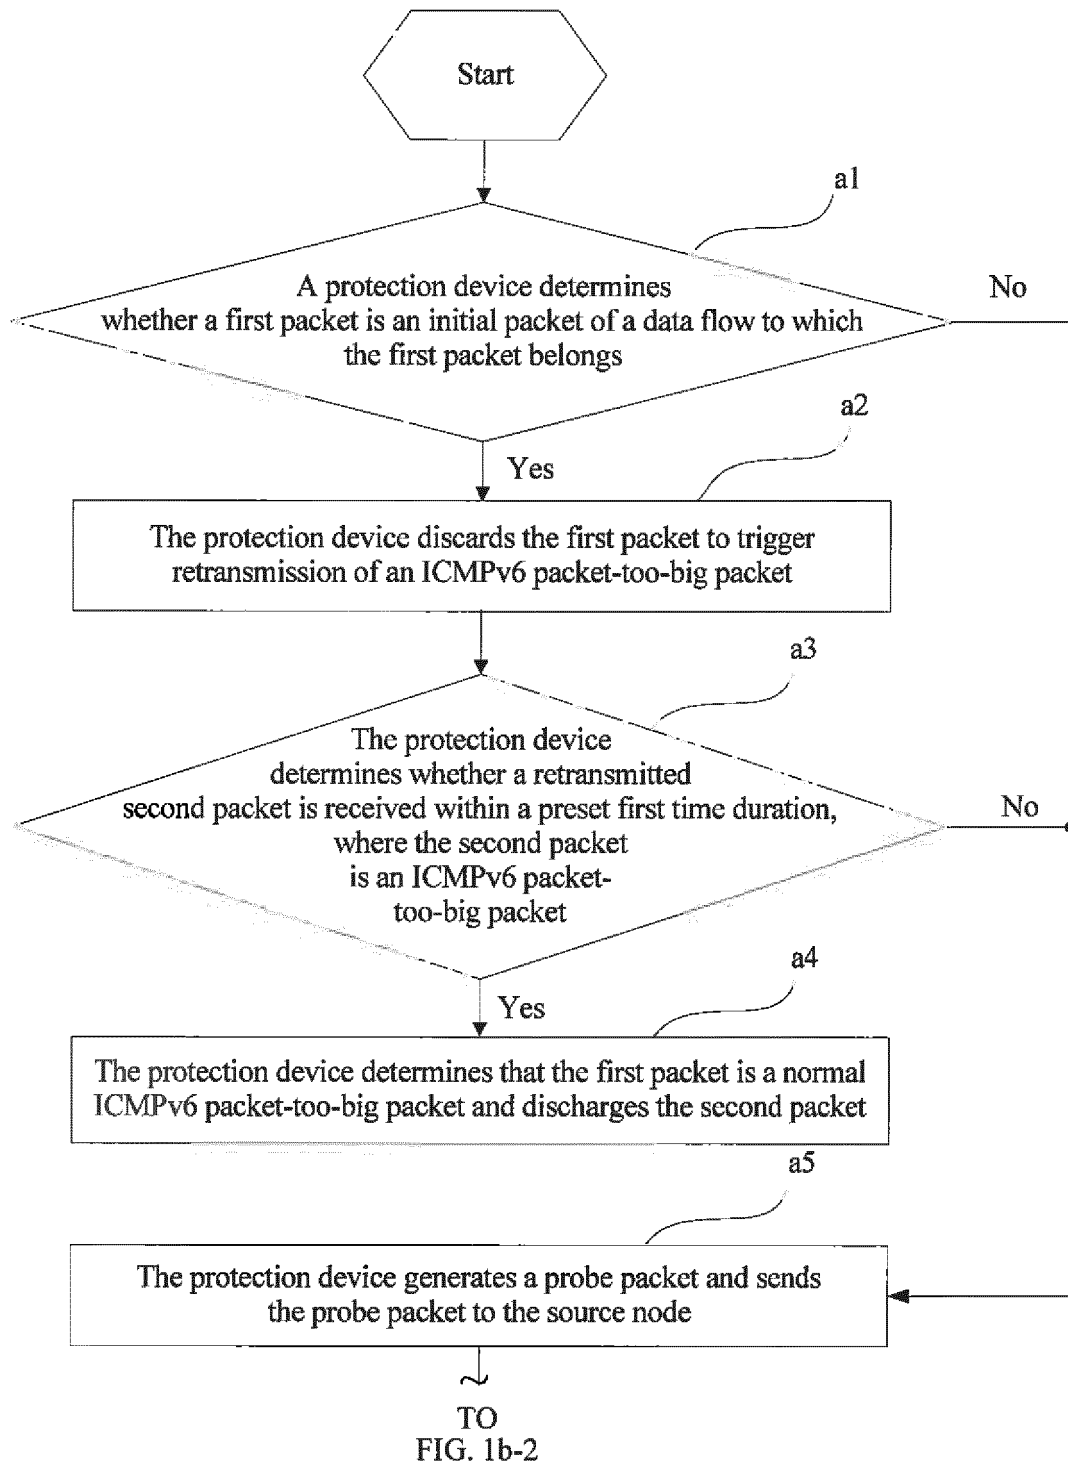 Start
a1
A protection device determines
whether a first packet is an initial packet of a data flow to which
the first packet belongs
No
a2
Yes
The protection device discards the first packet to trigger
retransmission of an ICMPv6 packet-too-big packet
a3
The protection device
determines whether a retransmitted
second packet is received within a preset first time duration,
where the second packet
is an ICMPv6 packet-
too-big packet
No
a4
Yes
The protection device determines that the first packet is a normal
ICMPv6 packet-too-big packet and discharges the second packet
a5
The protection device generates a probe packet and sends
the probe packet to the source node
TO
FIG. 1b-2